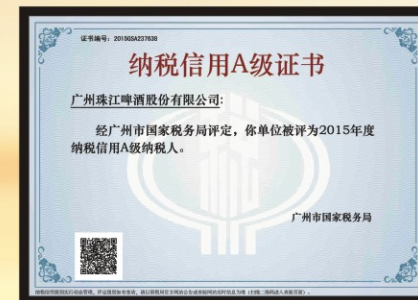 证书编号：2015GSA237638
纳税信用A级证书
广州珠江啤酒股份有限公司：
经广州市国家税务局评定，你单位被评为2015年度
纳税信用A级纳税人。
广州市国家税务局